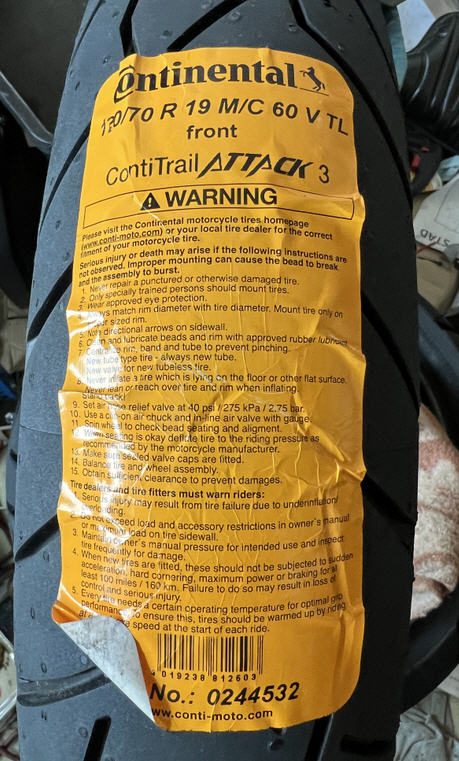 Continental
120/70 R 19 M/C 60 V TL
front
ContiTrail ATTACK 3
WARNING
Please visit the Continental motorcycle tires homepage
(www.conti-moto.com) or your local tire dealer for the correct
fitment of your motorcycle tire.
Serious injury or death may arise if the following instructions are
not observed. Improper mounting can cause the bead to break
and the assembly to burst.
1. Never repair a punctured or otherwise damaged tire.
2. Only specially trained persons should mount tires.
3. Wear approved eye protection.
4. Always match rim diameter with tire diameter. Mount tire only on
sized rim.
5. Note directional arrows on sidewall.
6. and lubricate beads and rim with approved rubber lubricant
7. Centralize rim, band and tube to prevent pinching.
New tube type tire - always new tube.
New valve for new tubeless tire.
8. Never inflate a tire which is lying on the floor or other flat surface.
Never lean or reach over tire and rim when inflating.
Stand back!
9. Set air line relief valve at 40 psi / 275 kPa / 2,75 bar.
10. Use a clip-on air chuck and in-line air valve with gauge.
11. Spin wheel to check bead seating and aligment.
12. When seating is okay deflate tire to the riding pressure as
recommended by the motorcycle manufacturer.
13. Make sure sealed valve caps are fitted.
14. Balance tire and wheel assembly.
15. Obtain sufficient clearance to prevent damages.
Tire dealers and tire fitters must warn riders:
1. Serious injury may result from tire failure due to underinflation/
overloading.
2. Do not exceed load and accessory restrictions in owner's manual
or maximum load on tire sidewall.
3. Maintain owner's manual pressure for intended use and inspect
tire frequently for damage.
4. When new tires are fitted, these should not be subjected to sudden
acceleration, hard cornering, maximum power or braking for at
least 100 miles / 160 km. Failure to do so may result in loss of
control and serious injury.
5. Every tire needs a certain operating temperature for optimal grip
performance. To ensure this, tires should be warmed up by riding
at speed at the start of each ride.
4 019238 812603
No.: 0244532
www.conti-moto.com